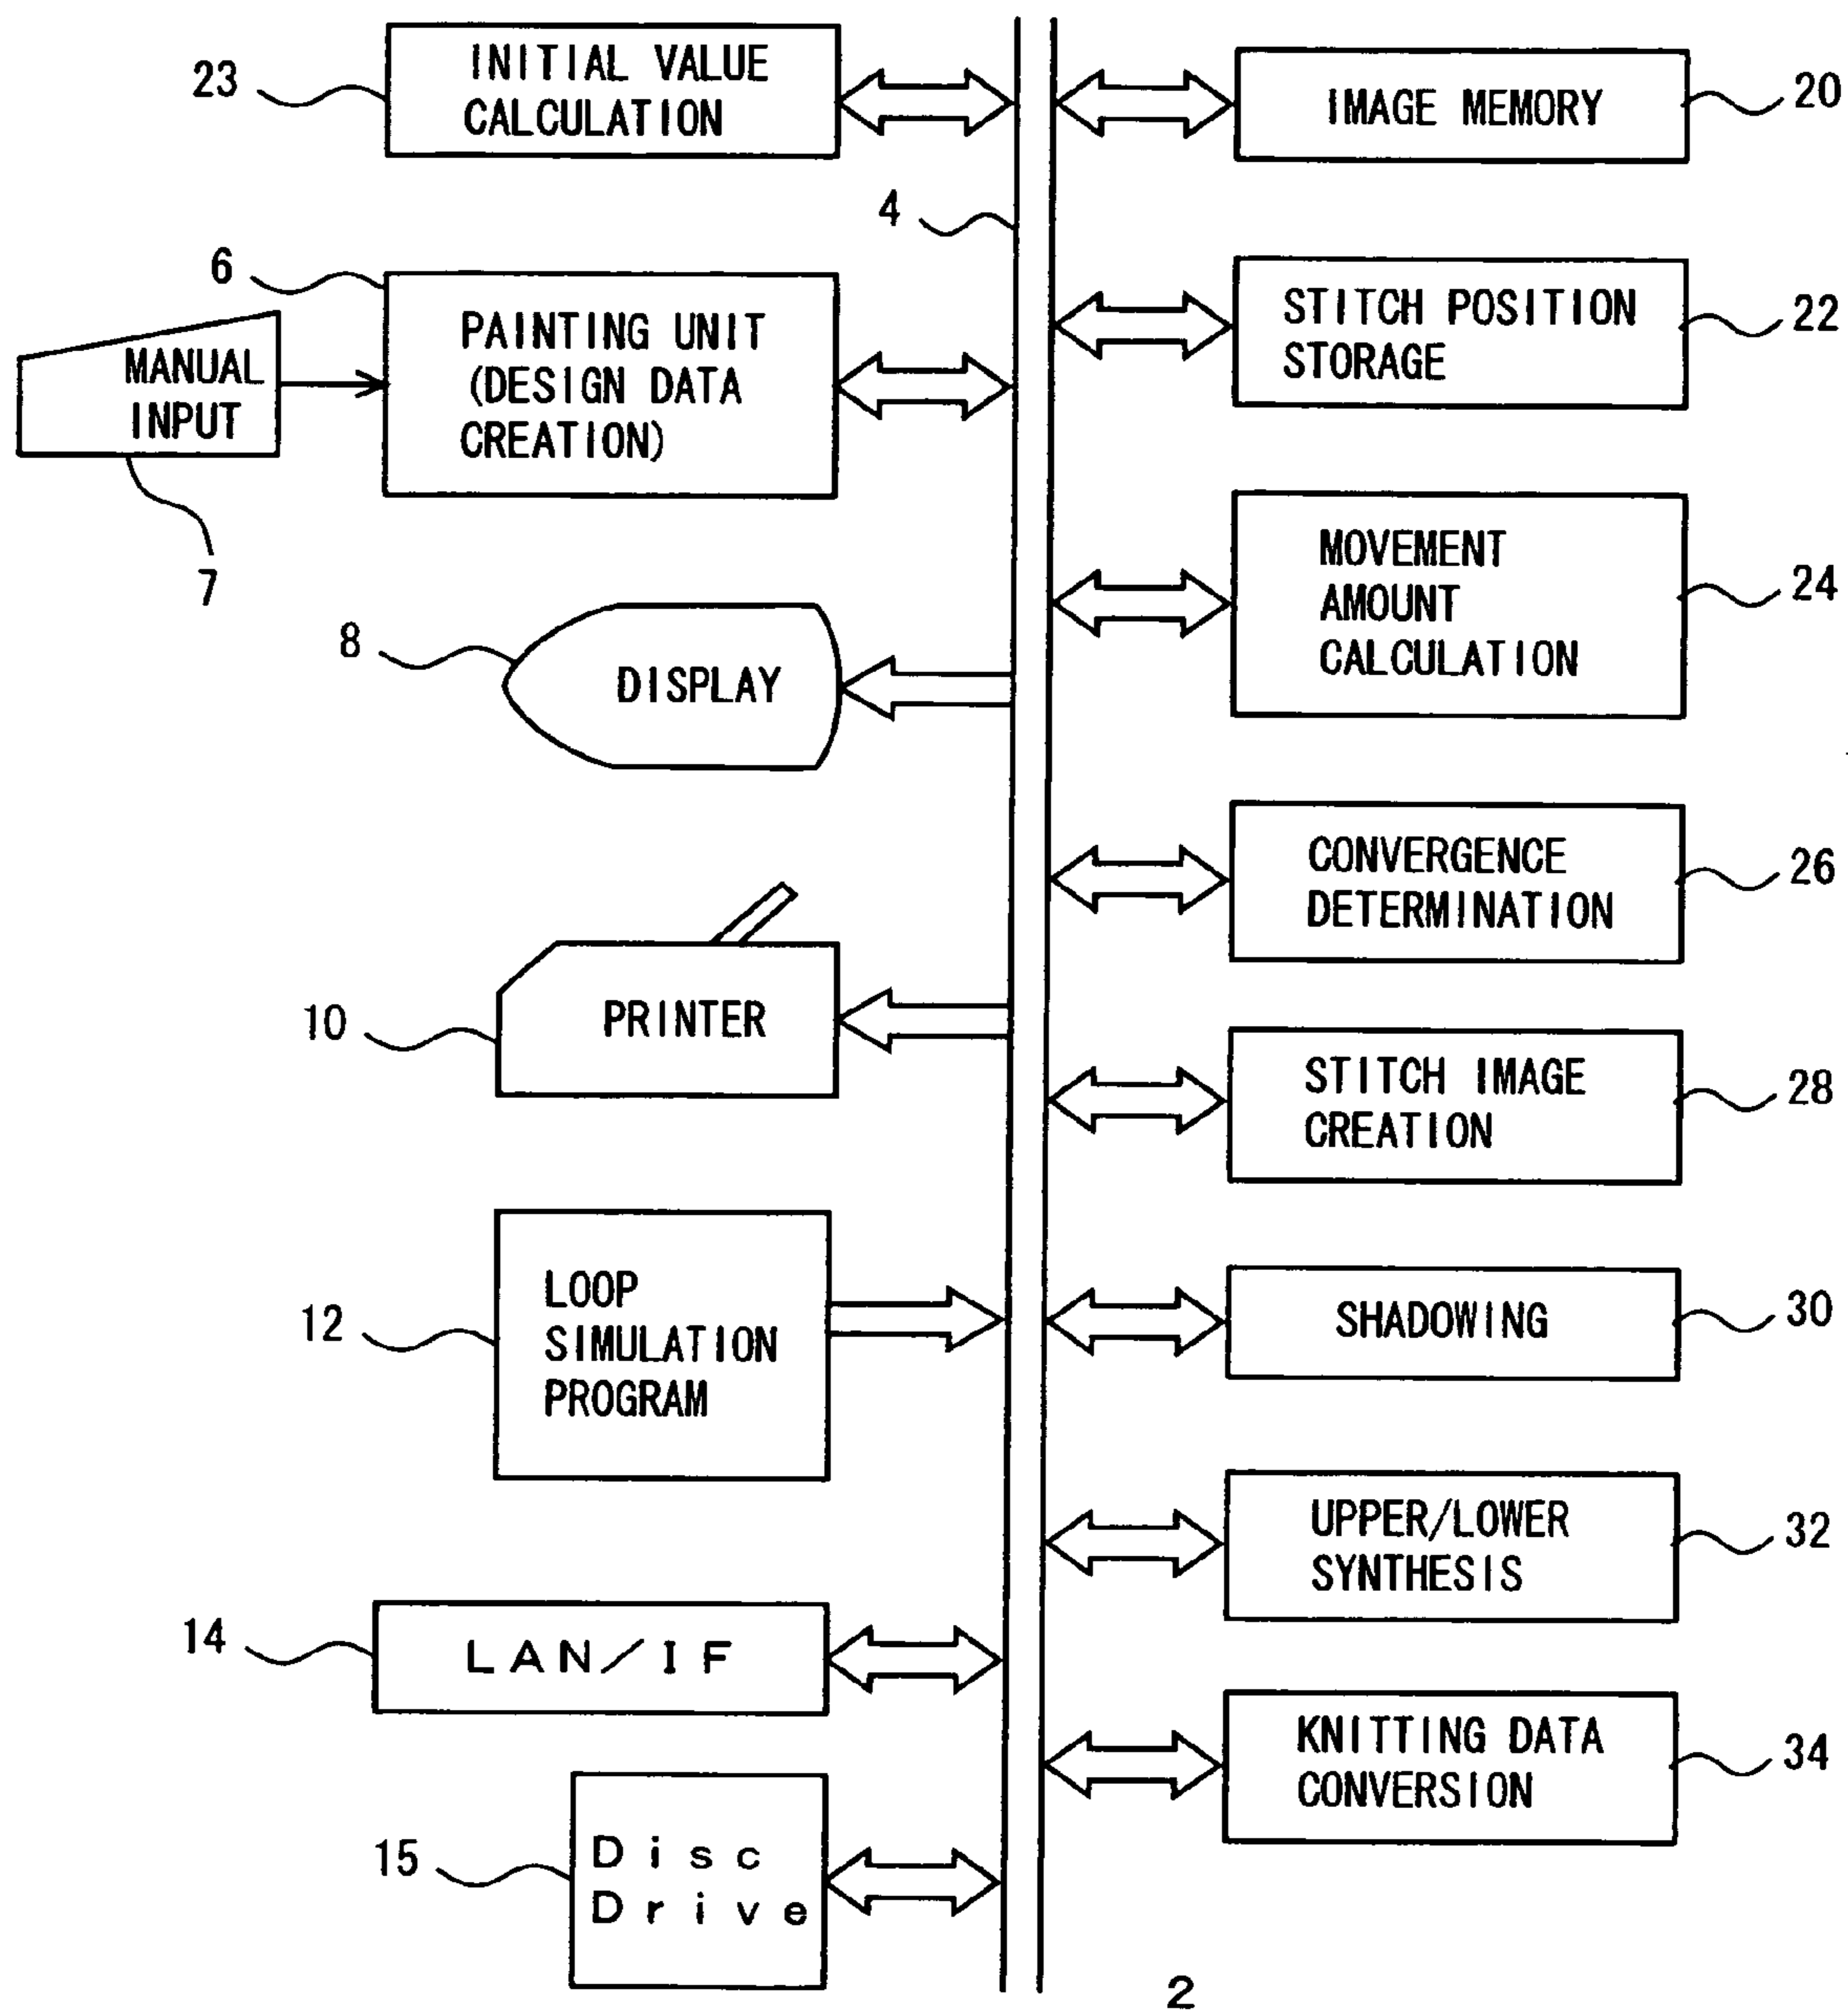 23
INITIAL VALUE
CALCULATION
4
6
PAINTING UNIT
(DESIGN DATA
CREATION)
MANUAL
INPUT
7
8
DISPLAY
10
PRINTER
12
LOOP
SIMULATION
PROGRAM
14
LAN/IF
15
Disc
Drive
IMAGE MEMORY
20
STITCH POSITION
STORAGE
22
MOVEMENT
AMOUNT
CALCULATION
24
CONVERGENCE
DETERMINATION
26
STITCH IMAGE
CREATION
28
SHADOWING
30
UPPER/LOWER
SYNTHESIS
32
KNITTING DATA
CONVERSION
34
2